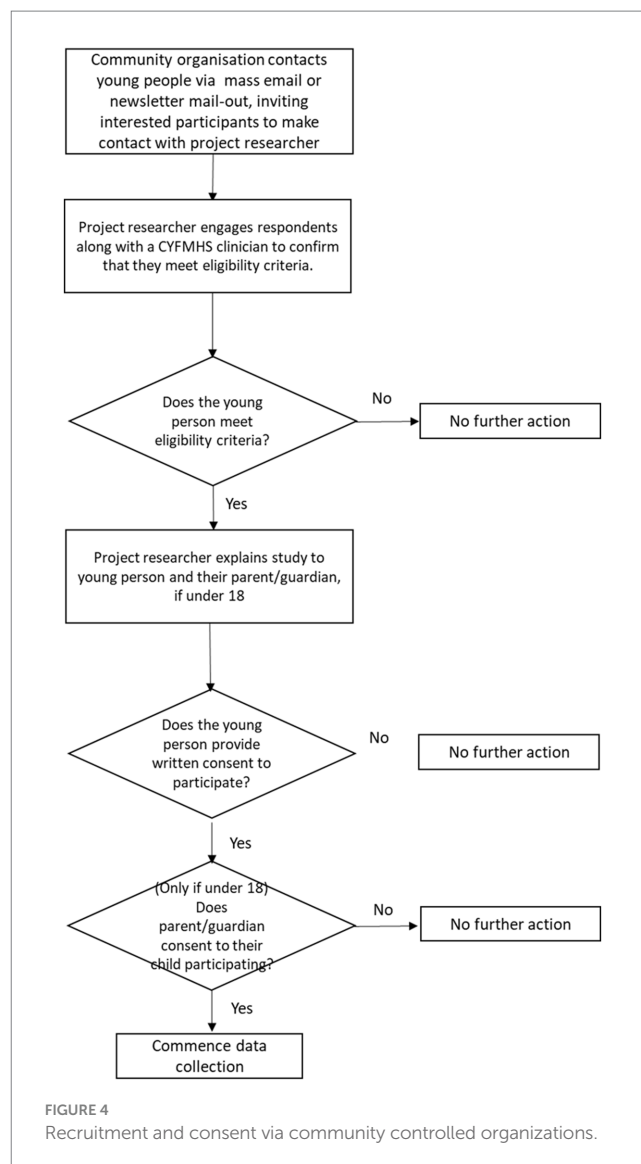 Community organisation contacts
young people via mass email or
newsletter mail-out, inviting
interested participants to make
contact with project researcher
Project researcher engages respondents
along with a CYFMHS clinician to confirm
that they meet eligibility criteria.
Does the young
person meet
eligibility criteria?
No
No further action
Yes
Project researcher explains study to
young person and their parent/guardian,
if under 18
Does the young
person provide
written consent to
participate?
No
No further action
Yes
(Only if under 18)
Does
parent/guardian
consent to their
child participating?
No
No further action
Yes
Commence data
collection
FIGURE 4
Recruitment and consent via community controlled organizations.